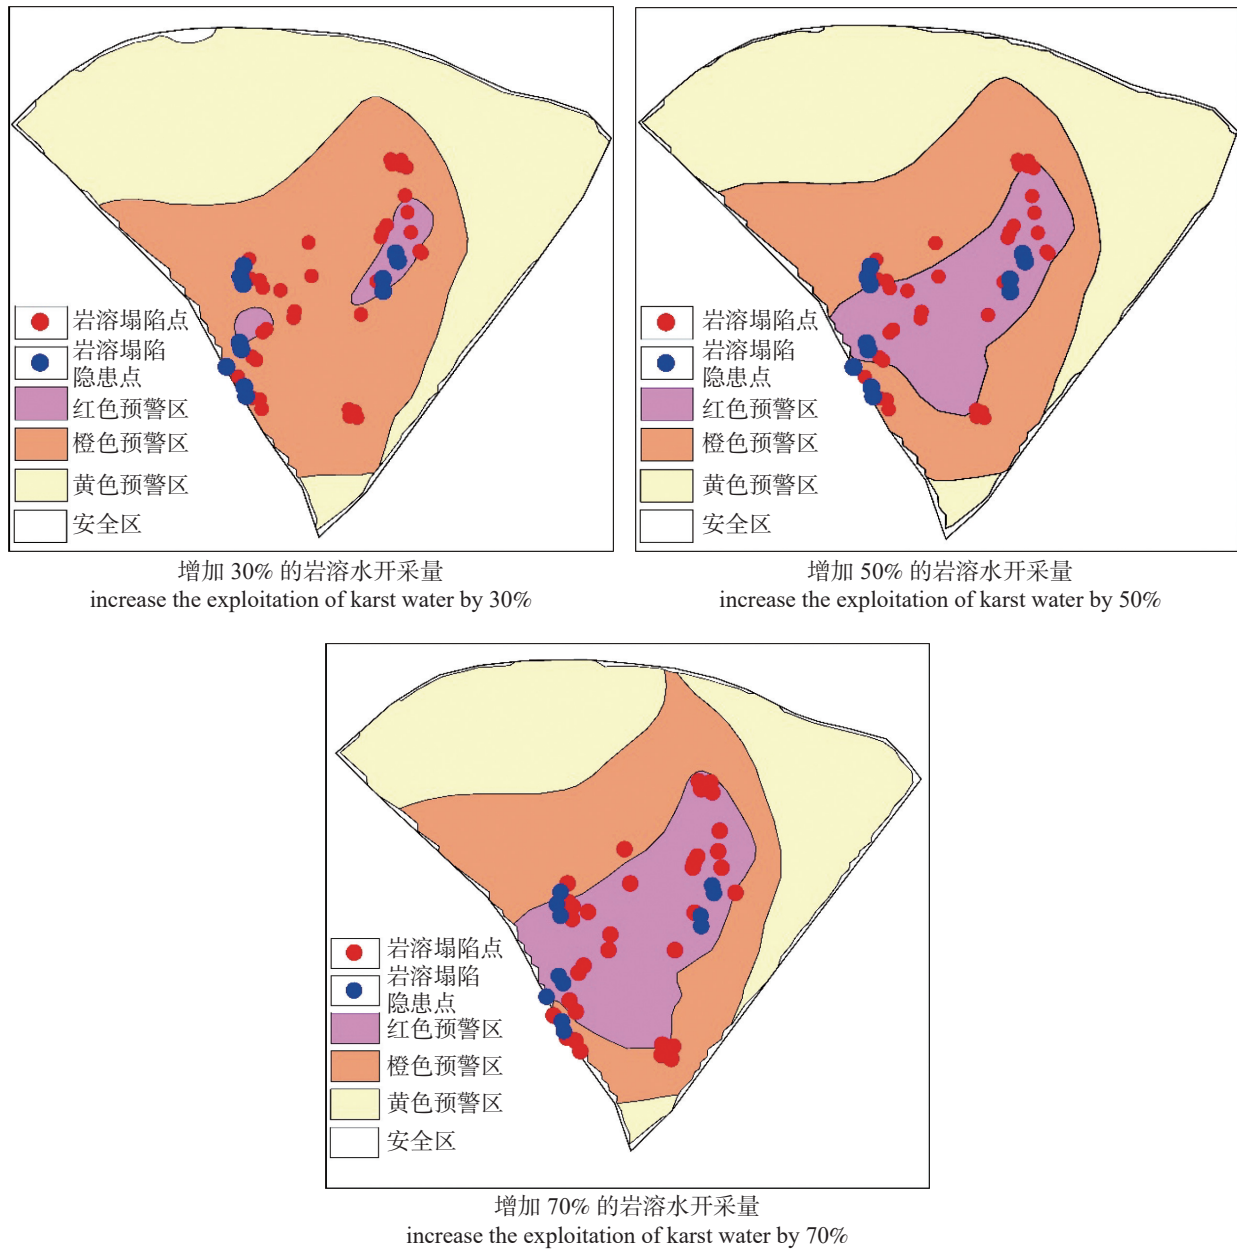 岩溶塌陷点
岩溶塌陷
隐患点
红色预警区
橙色预警区
黄色预警区
安全区
增加 30% 的岩溶水开采量
increase the exploitation of karst water by 30%
岩溶塌陷点
岩溶塌陷
隐患点
红色预警区
橙色预警区
黄色预警区
安全区
增加 50% 的岩溶水开采量
increase the exploitation of karst water by 50%
岩溶塌陷点
岩溶塌陷
隐患点
红色预警区
橙色预警区
黄色预警区
安全区
增加 70% 的岩溶水开采量
increase the exploitation of karst water by 70%